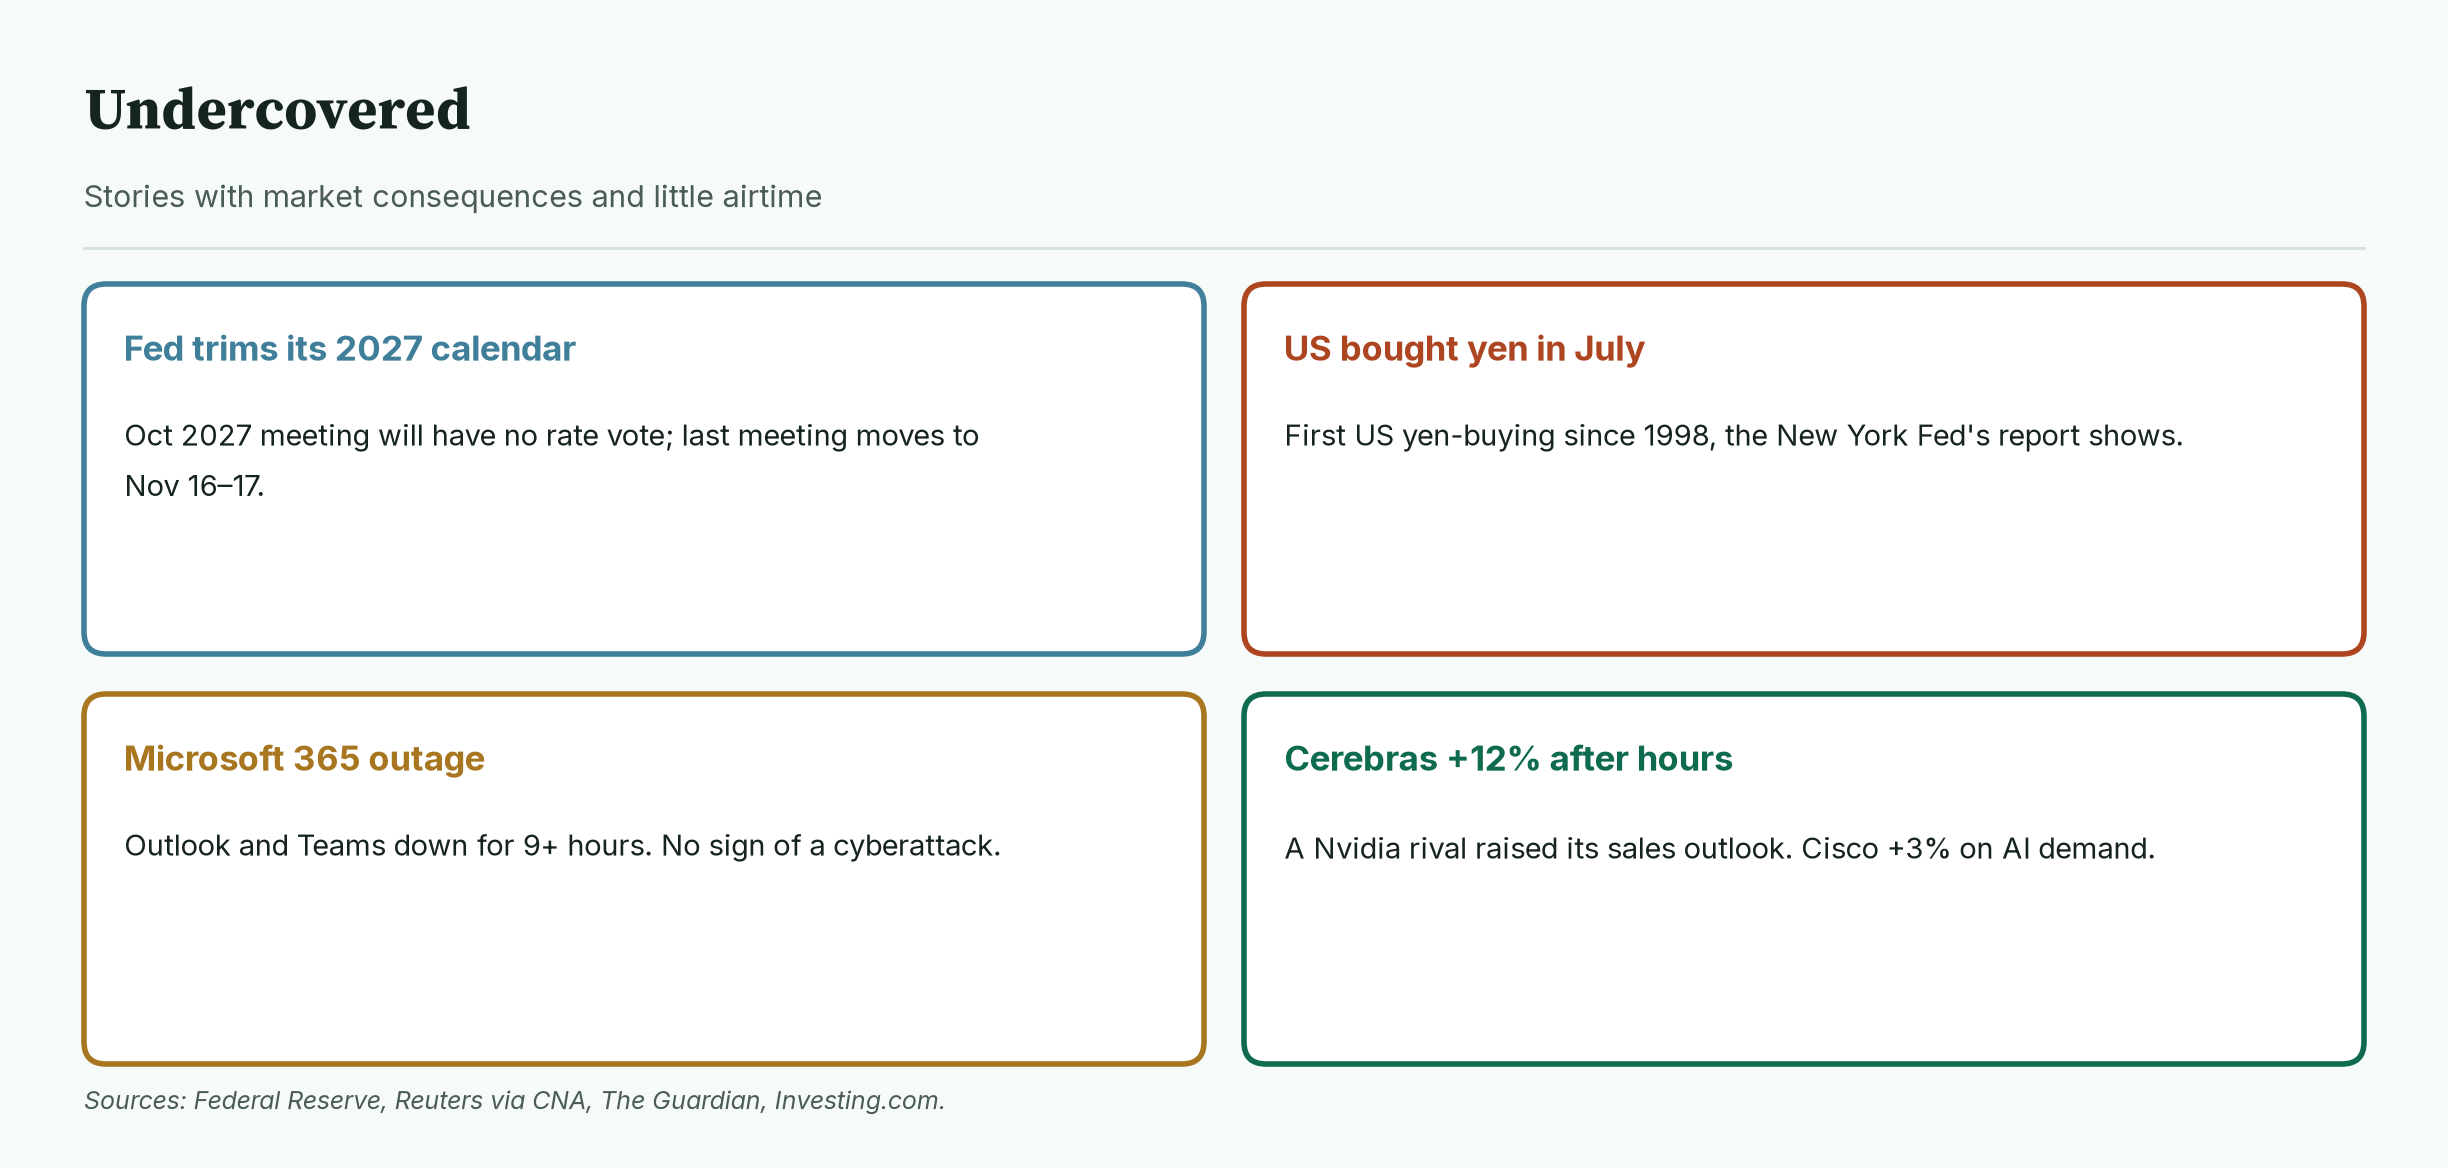 Undercovered
Stories with market consequences and little airtime
Fed trims its 2027 calendar
Oct 2027 meeting will have no rate vote; last meeting moves to
Nov 16–17.
US bought yen in July
First US yen-buying since 1998, the New York Fed's report shows.
Microsoft 365 outage
Outlook and Teams down for 9+ hours. No sign of a cyberattack.
Cerebras +12% after hours
A Nvidia rival raised its sales outlook. Cisco +3% on AI demand.
Sources: Federal Reserve, Reuters via CNA, The Guardian, Investing.com.